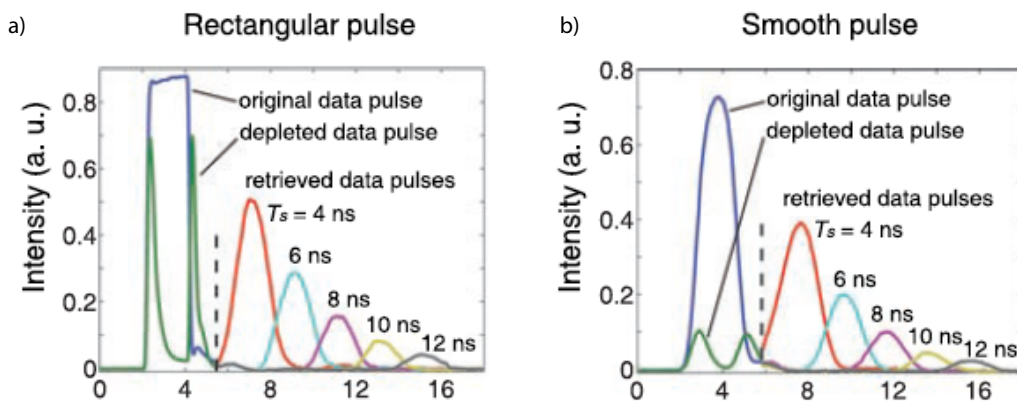 a)
Rectangular pulse
Intensity (a. u.)
0.8
0.6
0.4
0.2
0
original data pulse
depleted data pulse
retrieved data pulses
Ts = 4 ns
6 ns
8 ns
10 ns
12 ns
0 4 8 12 16
b)
Smooth pulse
Intensity (a. u.)
0.8
0.6
0.4
0.2
0
original data pulse
depleted data pulse
retrieved data pulses
Ts = 4 ns
6 ns
8 ns
10 ns
12 ns
0 4 8 12 16